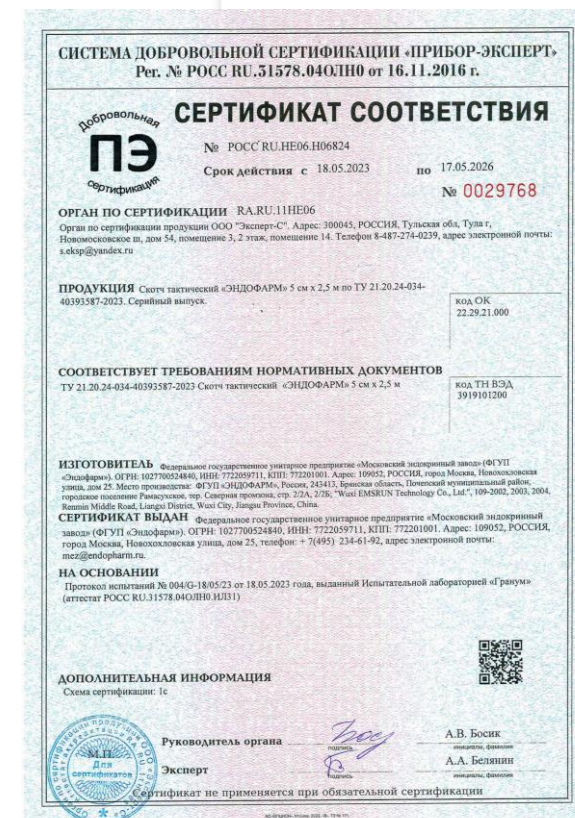 СИСТЕМА ДОБРОВОЛЬНОЙ СЕРТИФИКАЦИИ «ПРИБОР-ЭКСПЕРТ»
Рег. № РОСС RU.31578.04ОЛН0 от 16.11.2016 г.
Добровольная
ПЭ
сертификация
СЕРТИФИКАТ СООТВЕТСТВИЯ
№ РОСС RU.HE06.H06824
Срок действия с 18.05.2023 по 17.05.2026
№ 0029768
ОРГАН ПО СЕРТИФИКАЦИИ RA.RU.11HE06
Орган по сертификации продукции ООО "Эксперт-С". Адрес: 300045, РОССИЯ, Тульская обл, Тула г,
Новомосковское ш, дом 54, помещение 3, 2 этаж, помещение 14. Телефон 8-487-274-0239, адрес электронной почты:
s.eksp@yandex.ru
ПРОДУКЦИЯ Скотч тактический «ЭНДОФАРМ» 5 см х 2,5 м по ТУ 21.20.24-034-
40393587-2023. Серийный выпуск.
код ОК
22.29.21.000
СООТВЕТСТВУЕТ ТРЕБОВАНИЯМ НОРМАТИВНЫХ ДОКУМЕНТОВ
ТУ 21.20.24-034-40393587-2023 Скотч тактический «ЭНДОФАРМ» 5 см х 2,5 м
код ТН ВЭД
3919101200
ИЗГОТОВИТЕЛЬ Федеральное государственное унитарное предприятие «Московский эндокринный завод» (ФГУП
«Эндофарм»). ОГРН: 1027700524840, ИНН: 7722059711, КПП: 772201001. Адрес: 109052, РОССИЯ, город Москва, Новохохловская
улица, дом 25. Место производства: ФГУП «ЭНДОФАРМ», Россия, 243413, Брянская область, Почепский муниципальный район,
городское поселение Рамасухское, тер. Северная промзона, стр. 2/2А, 2/2Б; "Wuxi EMSRUN Technology Co., Ltd.", 109-2002, 2003, 2004,
Renmin Middle Road, Liangxi District, Wuxi City, Jiangsu Province, China.
СЕРТИФИКАТ ВЫДАН Федеральное государственное унитарное предприятие «Московский эндокринный
завод» (ФГУП «Эндофарм»). ОГРН: 1027700524840, ИНН: 7722059711, КПП: 772201001. Адрес: 109052, РОССИЯ,
город Москва, Новохохловская улица, дом 25, телефон: + 7(495) 234-61-92, адрес электронной почты:
mez@endopharm.ru.
НА ОСНОВАНИИ
Протокол испытаний № 004/G-18/05/23 от 18.05.2023 года, выданный Испытательной лабораторией «Гранум»
(аттестат РОСС RU.31578.04ОЛН0.ИЛ31)
ДОПОЛНИТЕЛЬНАЯ ИНФОРМАЦИЯ
Схема сертификации: 1с
М.П.
Для
сертификатов
Руководитель органа
подпись
А.В. Босик
инициалы, фамилия
Эксперт
подпись
А.А. Белянин
инициалы, фамилия
Сертификат не применяется при обязательной сертификации